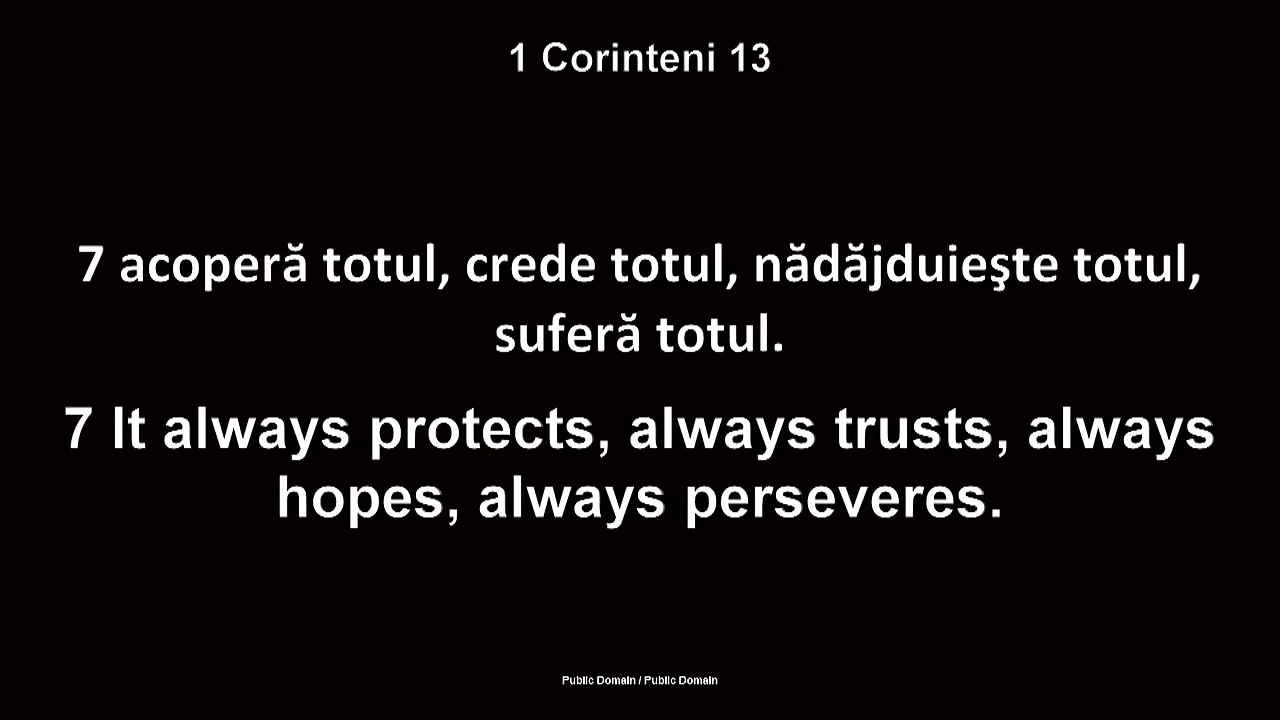 1 Corinteni 13
7 acoperă totul, crede totul, nădăjduieşte totul,
suferă totul.
7 It always protects, always trusts, always
hopes, always perseveres.
Public Domain / Public Domain